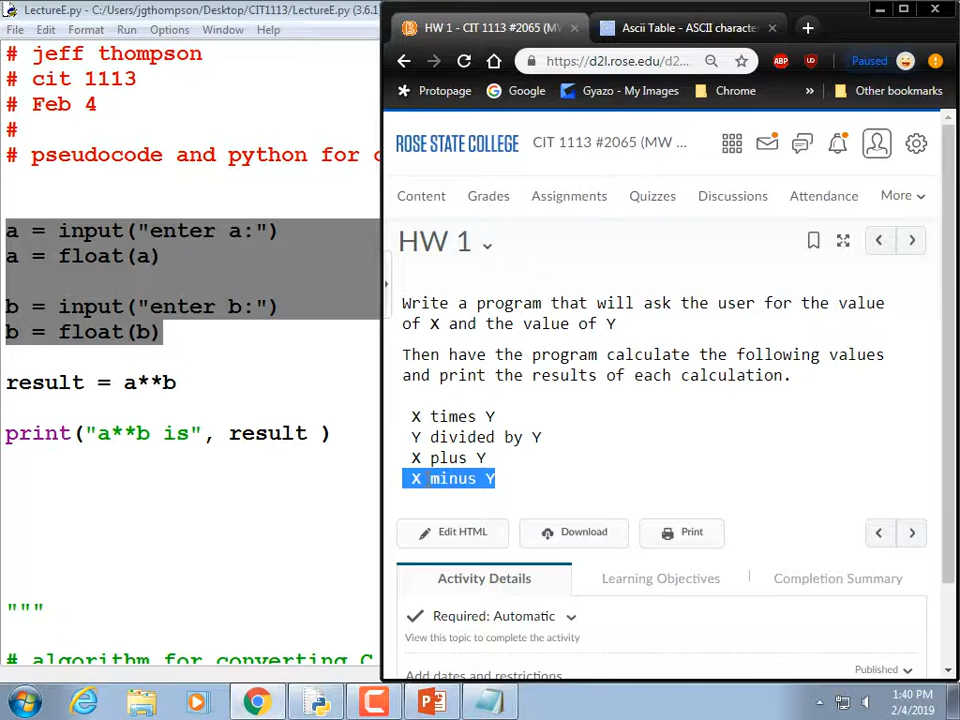 LectureE.py - C:/Users/jgthompson/Desktop/CIT1113/LectureE.py (3.6.1
File Edit Format Run Options Window Help
# jeff thompson
# cit 1113
# Feb 4
#
# pseudocode and python for c
a = input("enter a:")
a = float(a)
b = input("enter b:")
b = float(b)
result = a**b
print("a**b is", result )
"""
# algorithm for converting C
HW 1 - CIT 1113 #2065 (MW
Ascii Table - ASCII characte
https://d2l.rose.edu/d2...
ABP
UD
Paused
Protopage Google Gyazo - My Images Chrome » Other bookmarks
ROSE STATE COLLEGE CIT 1113 #2065 (MW ...
Content Grades Assignments Quizzes Discussions Attendance More
HW 1
Write a program that will ask the user for the value
of X and the value of Y
Then have the program calculate the following values
and print the results of each calculation.
X times Y
Y divided by Y
X plus Y
X minus Y
Edit HTML Download Print
Activity Details Learning Objectives Completion Summary
Required: Automatic
View this topic to complete the activity
Add dates and restrictions
Published
1:40 PM
2/4/2019